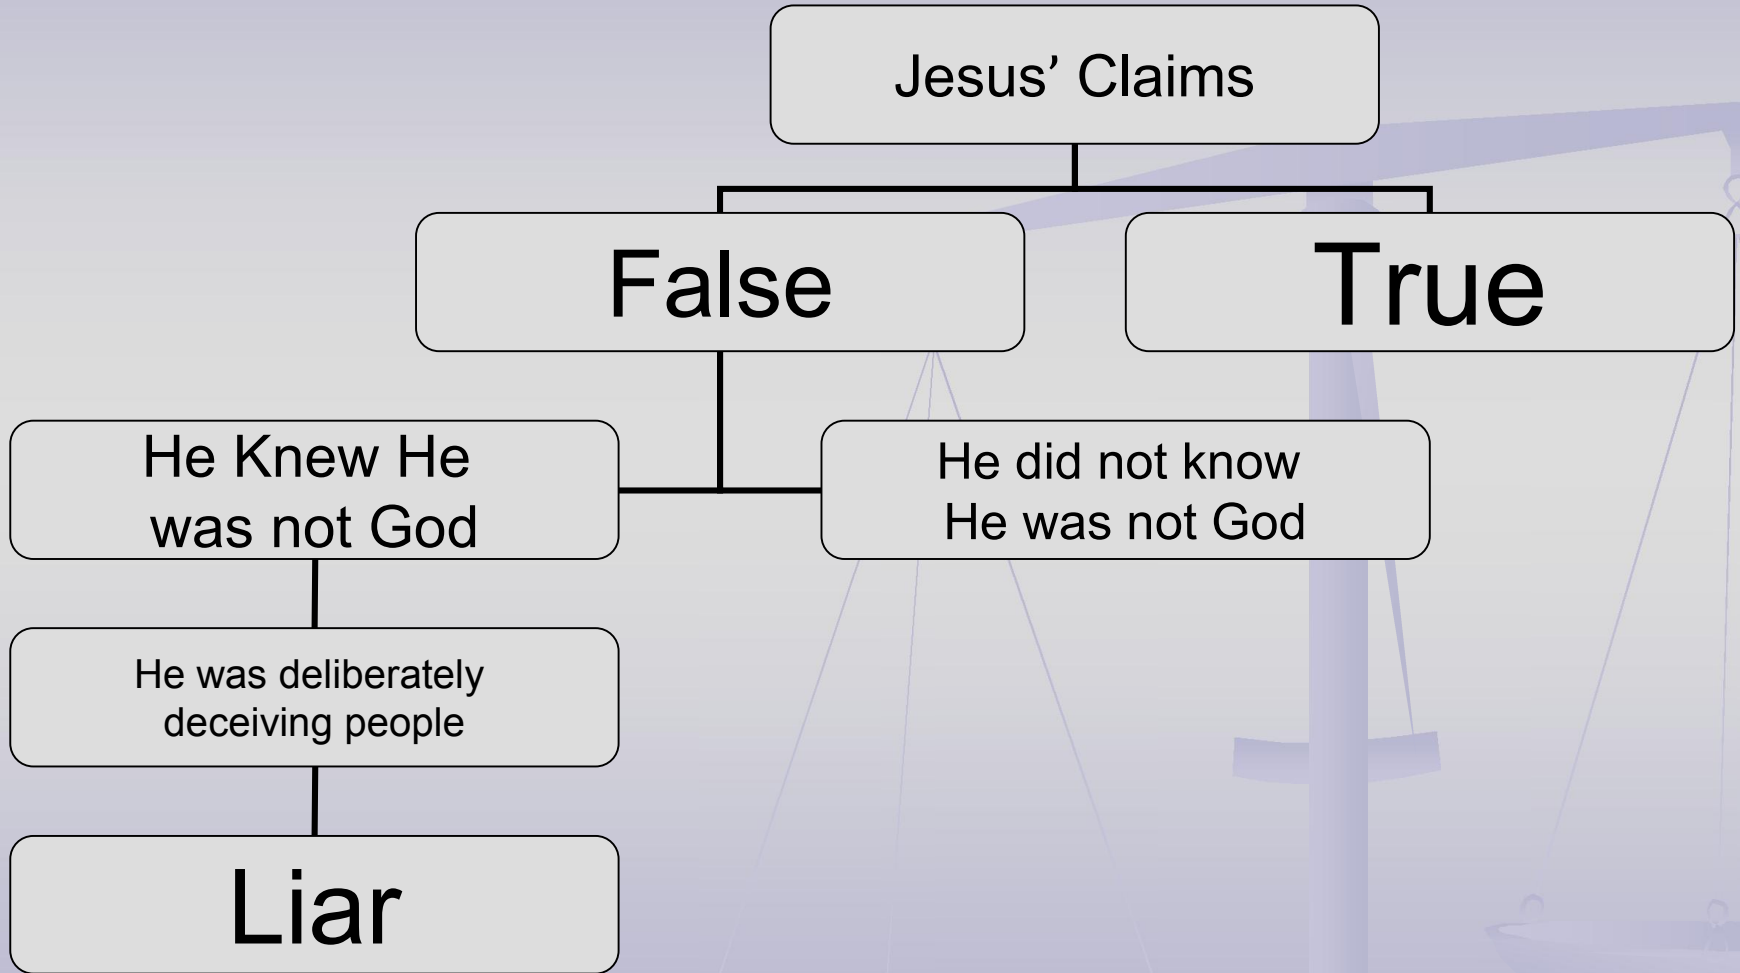 Jesus’ Claims
False
True
He Knew He
was not God
He did not know
He was not God
He was deliberately
deceiving people
Liar